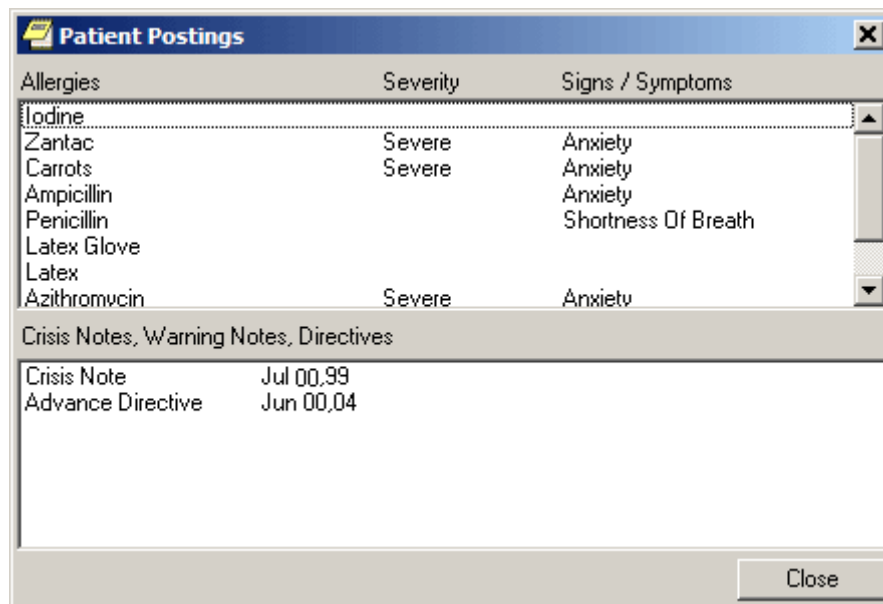 Patient Postings
Allergies Severity Signs / Symptoms
Iodine
Zantac Severe Anxiety
Carrots Severe Anxiety
Ampicillin Anxiety
Penicillin Shortness Of Breath
Latex Glove
Latex
Azithromycin Severe Anxiety
Crisis Notes, Warning Notes, Directives
Crisis Note Jul 00,99
Advance Directive Jun 00,04
Close